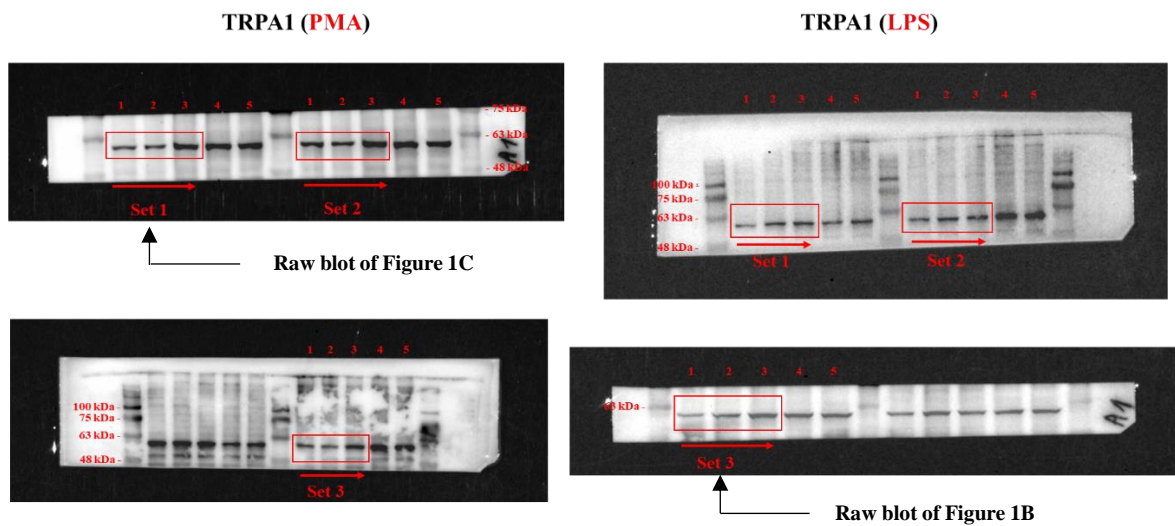 TRPA1 (PMA)
1 2 3 4 5 1 2 3 4 5
- 75 kDa
- 63 kDa
- 48 kDa
A1
Set 1 Set 2
Raw blot of Figure 1C
1 2 3 4 5
100 kDa -
75 kDa -
63 kDa -
48 kDa -
Set 3
TRPA1 (LPS)
1 2 3 4 5 1 2 3 4 5
100 kDa -
75 kDa -
63 kDa -
48 kDa -
Set 1 Set 2
1 2 3 4 5
63 kDa -
A1
Set 3
Raw blot of Figure 1B